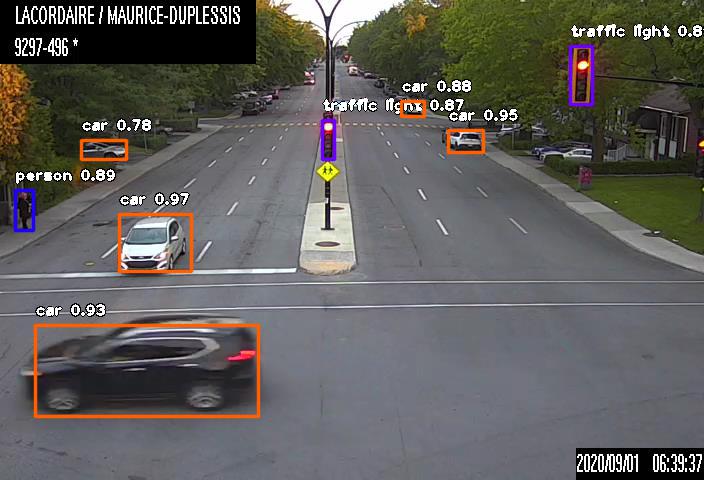 LACORDAIRE / MAURICE-DUPLESSIS
9297-496 *
traffic light 0.8
car 0.88
traffic light 0.87
car 0.95
car 0.78
person 0.89
car 0.97
car 0.93
2020/09/01 06:39:37